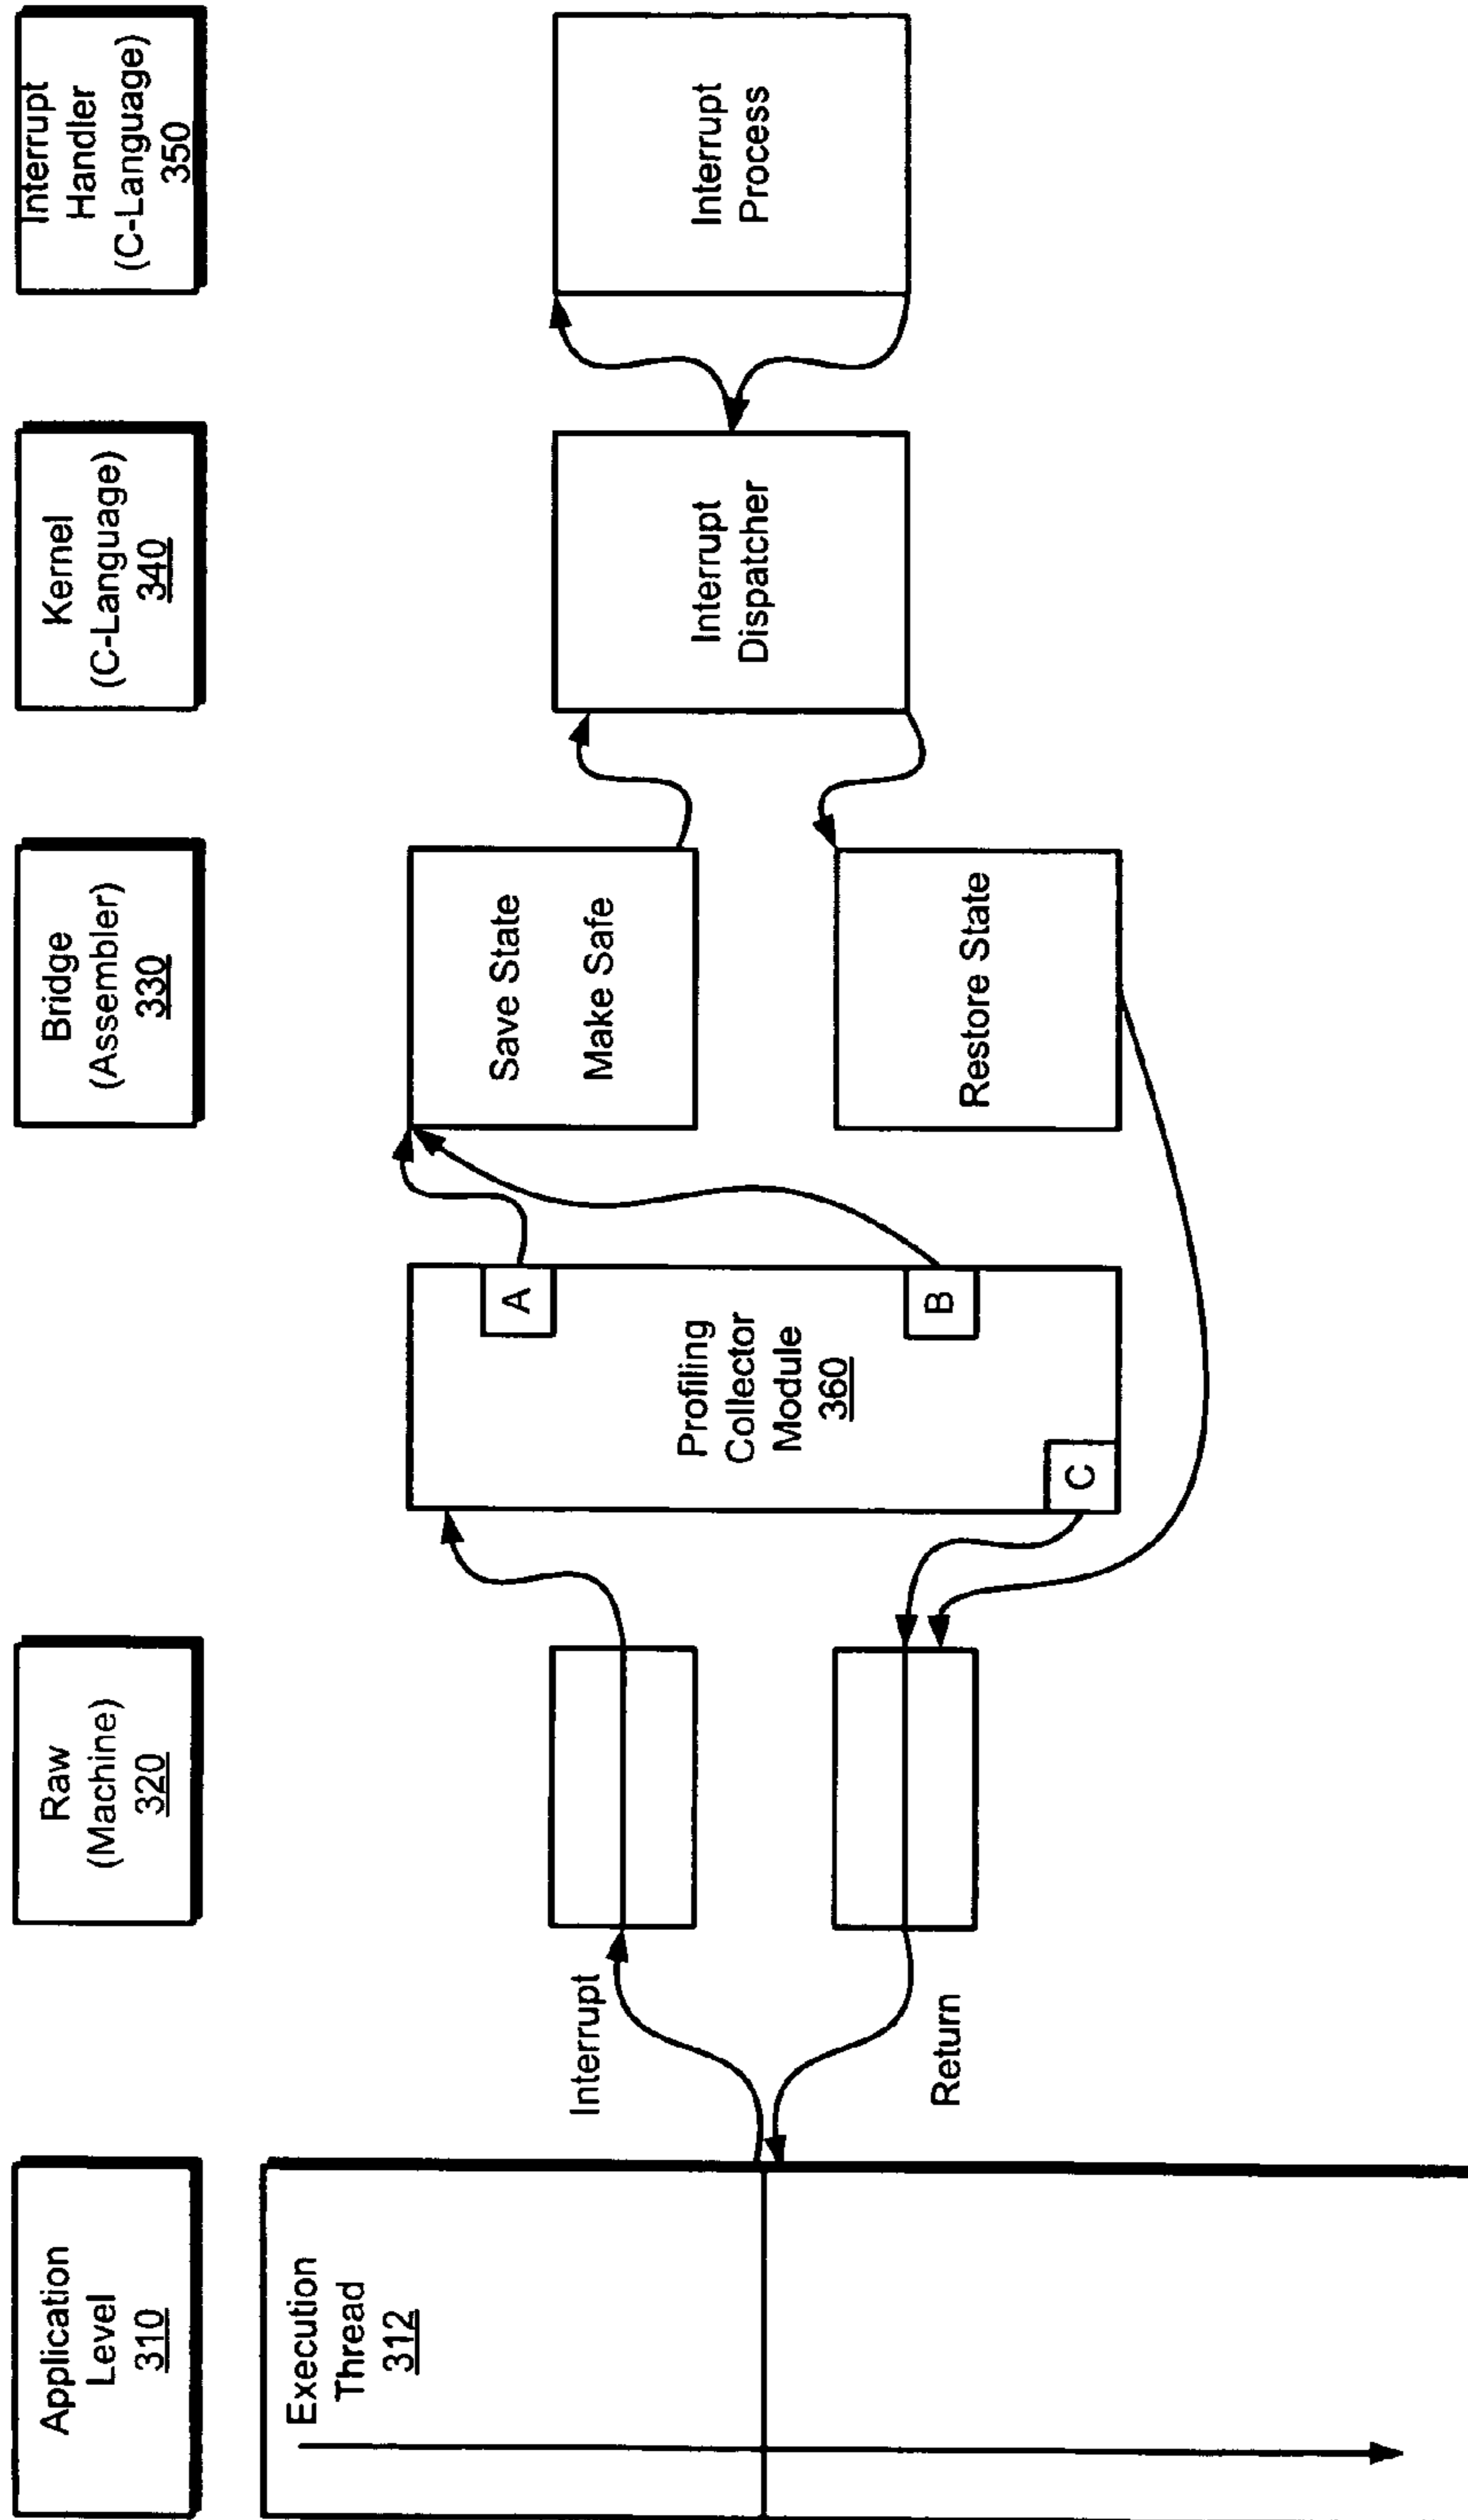 Application
Level
310
Raw
(Machine)
320
Bridge
(Assembler)
330
Kernel
(C-Language)
340
Interrupt
Handler
(C-Language)
350
Execution
Thread
312
Interrupt
Return
Profiling
Collector
Module
360
A
B
C
Save State
Make Safe
Restore State
Interrupt
Dispatcher
Interrupt
Process